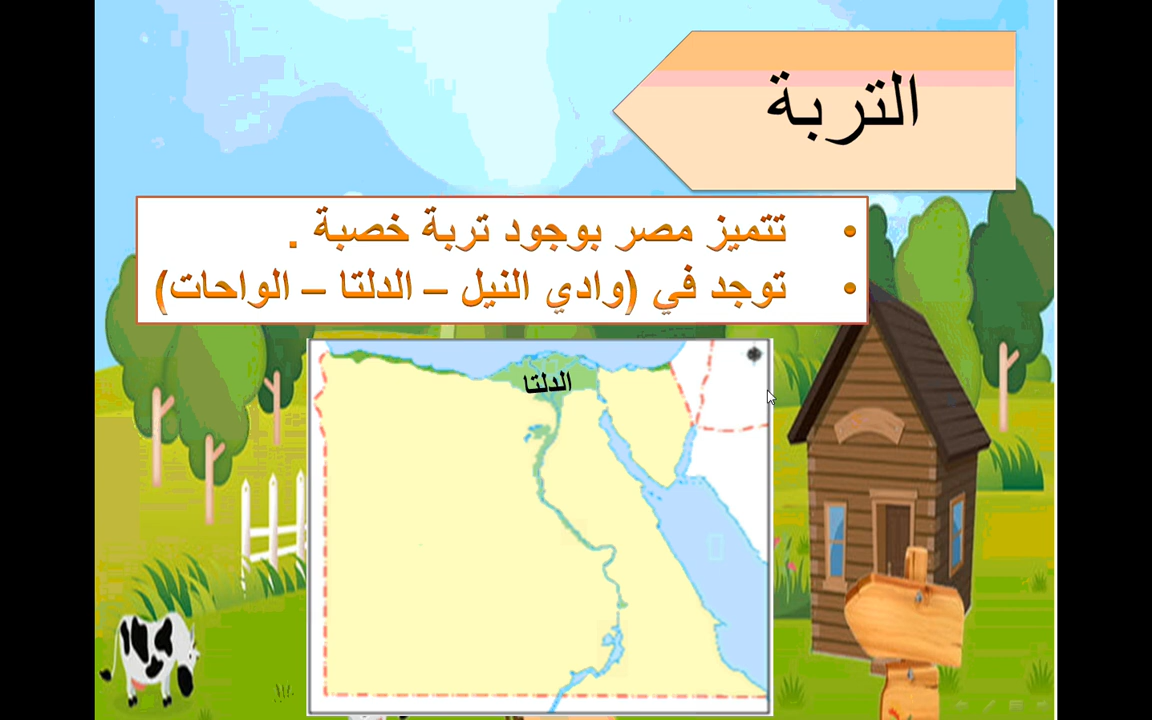 التربة
• تتميز مصر بوجود تربة خصبة .
• توجد في (وادي النيل – الدلتا – الواحات)
الدلتا